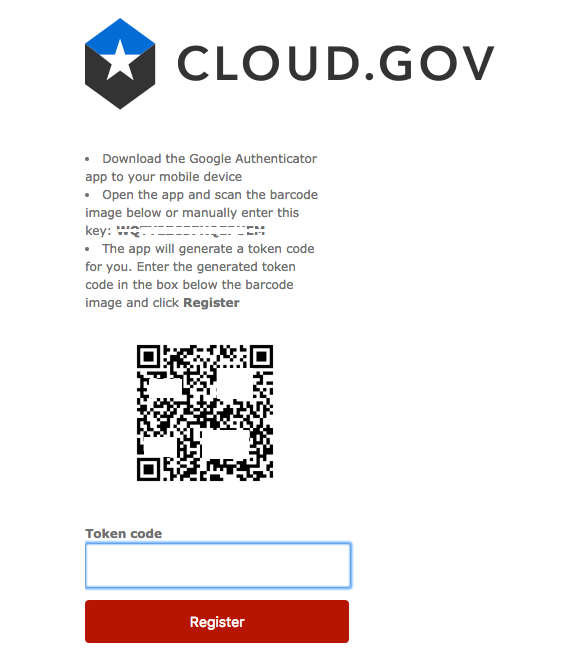 CLOUD.GOV
• Download the Google Authenticator
app to your mobile device
• Open the app and scan the barcode
image below or manually enter this
key:
• The app will generate a token code
for you. Enter the generated token
code in the box below the barcode
image and click Register
Token code
Register